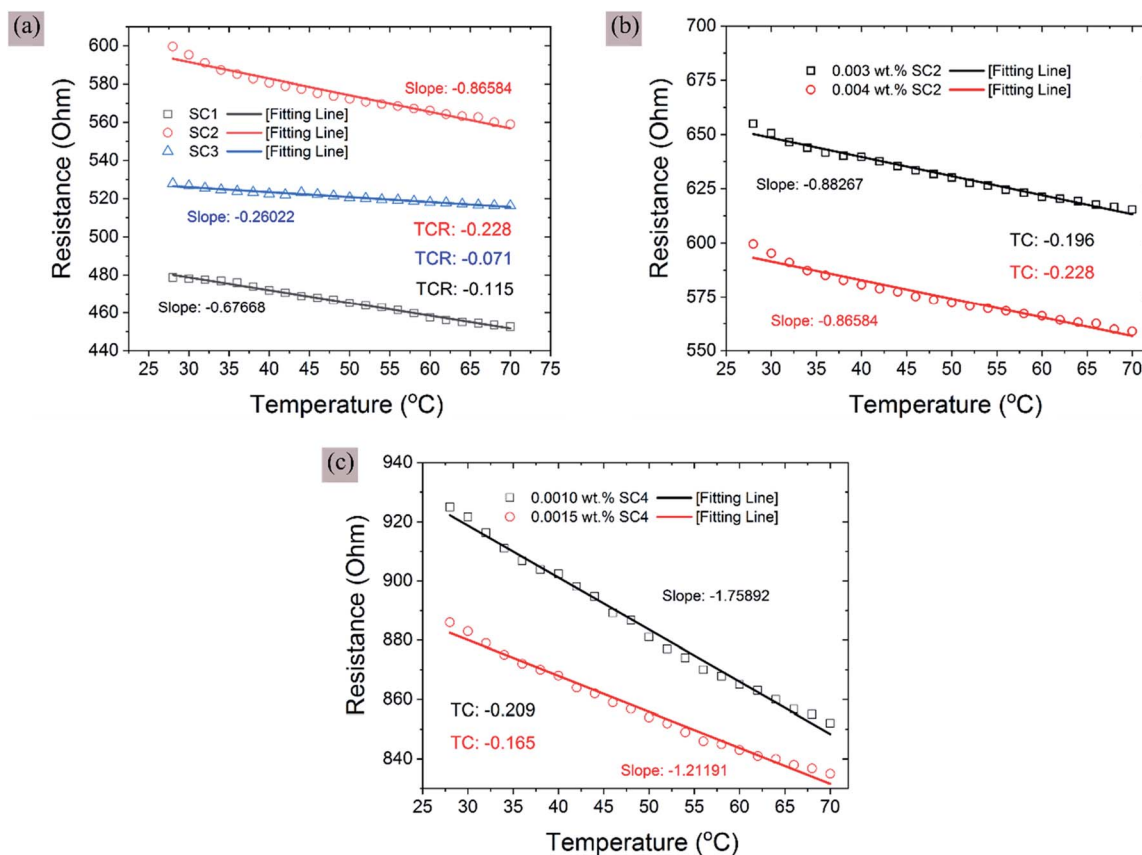 (a)
600
580
560
540
520
500
480
460
440
Resistance (Ohm)
Slope: -0.86584
SC1 [Fitting Line]
SC2 [Fitting Line]
SC3 [Fitting Line]
Slope: -0.26022
TCR: -0.228
TCR: -0.071
TCR: -0.115
Slope: -0.67668
25 30 35 40 45 50 55 60 65 70 75
Temperature (°C)
(b)
700
650
625
600
575
550
Resistance (Ohm)
0.003 wt.% SC2 [Fitting Line]
0.004 wt.% SC2 [Fitting Line]
Slope: -0.88267
TC: -0.196
TC: -0.228
Slope: -0.86584
25 30 35 40 45 50 55 60 65 70
Temperature (°C)
(c)
940
920
900
880
860
840
Resistance (Ohm)
0.0010 wt.% SC4 [Fitting Line]
0.0015 wt.% SC4 [Fitting Line]
Slope: -1.75892
TC: -0.209
TC: -0.165
Slope: -1.21191
25 30 35 40 45 50 55 60 65 70
Temperature (°C)